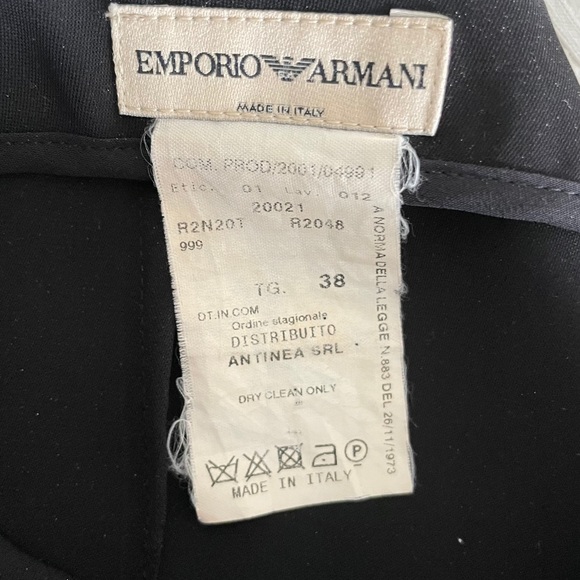 EMPORIO ARMANI
MADE IN ITALY
COM. PROD/2001/04991
Etic. 01 Lav. 012
20021
R2N20T R2048
999
TG. 38
DT.IN COM
Ordine stagionale
DISTRIBUITO
ANTINEA SRL
DRY CLEAN ONLY
P
MADE IN ITALY
A NORMA DELLA LEGGE N.883 DEL 26/11/1973